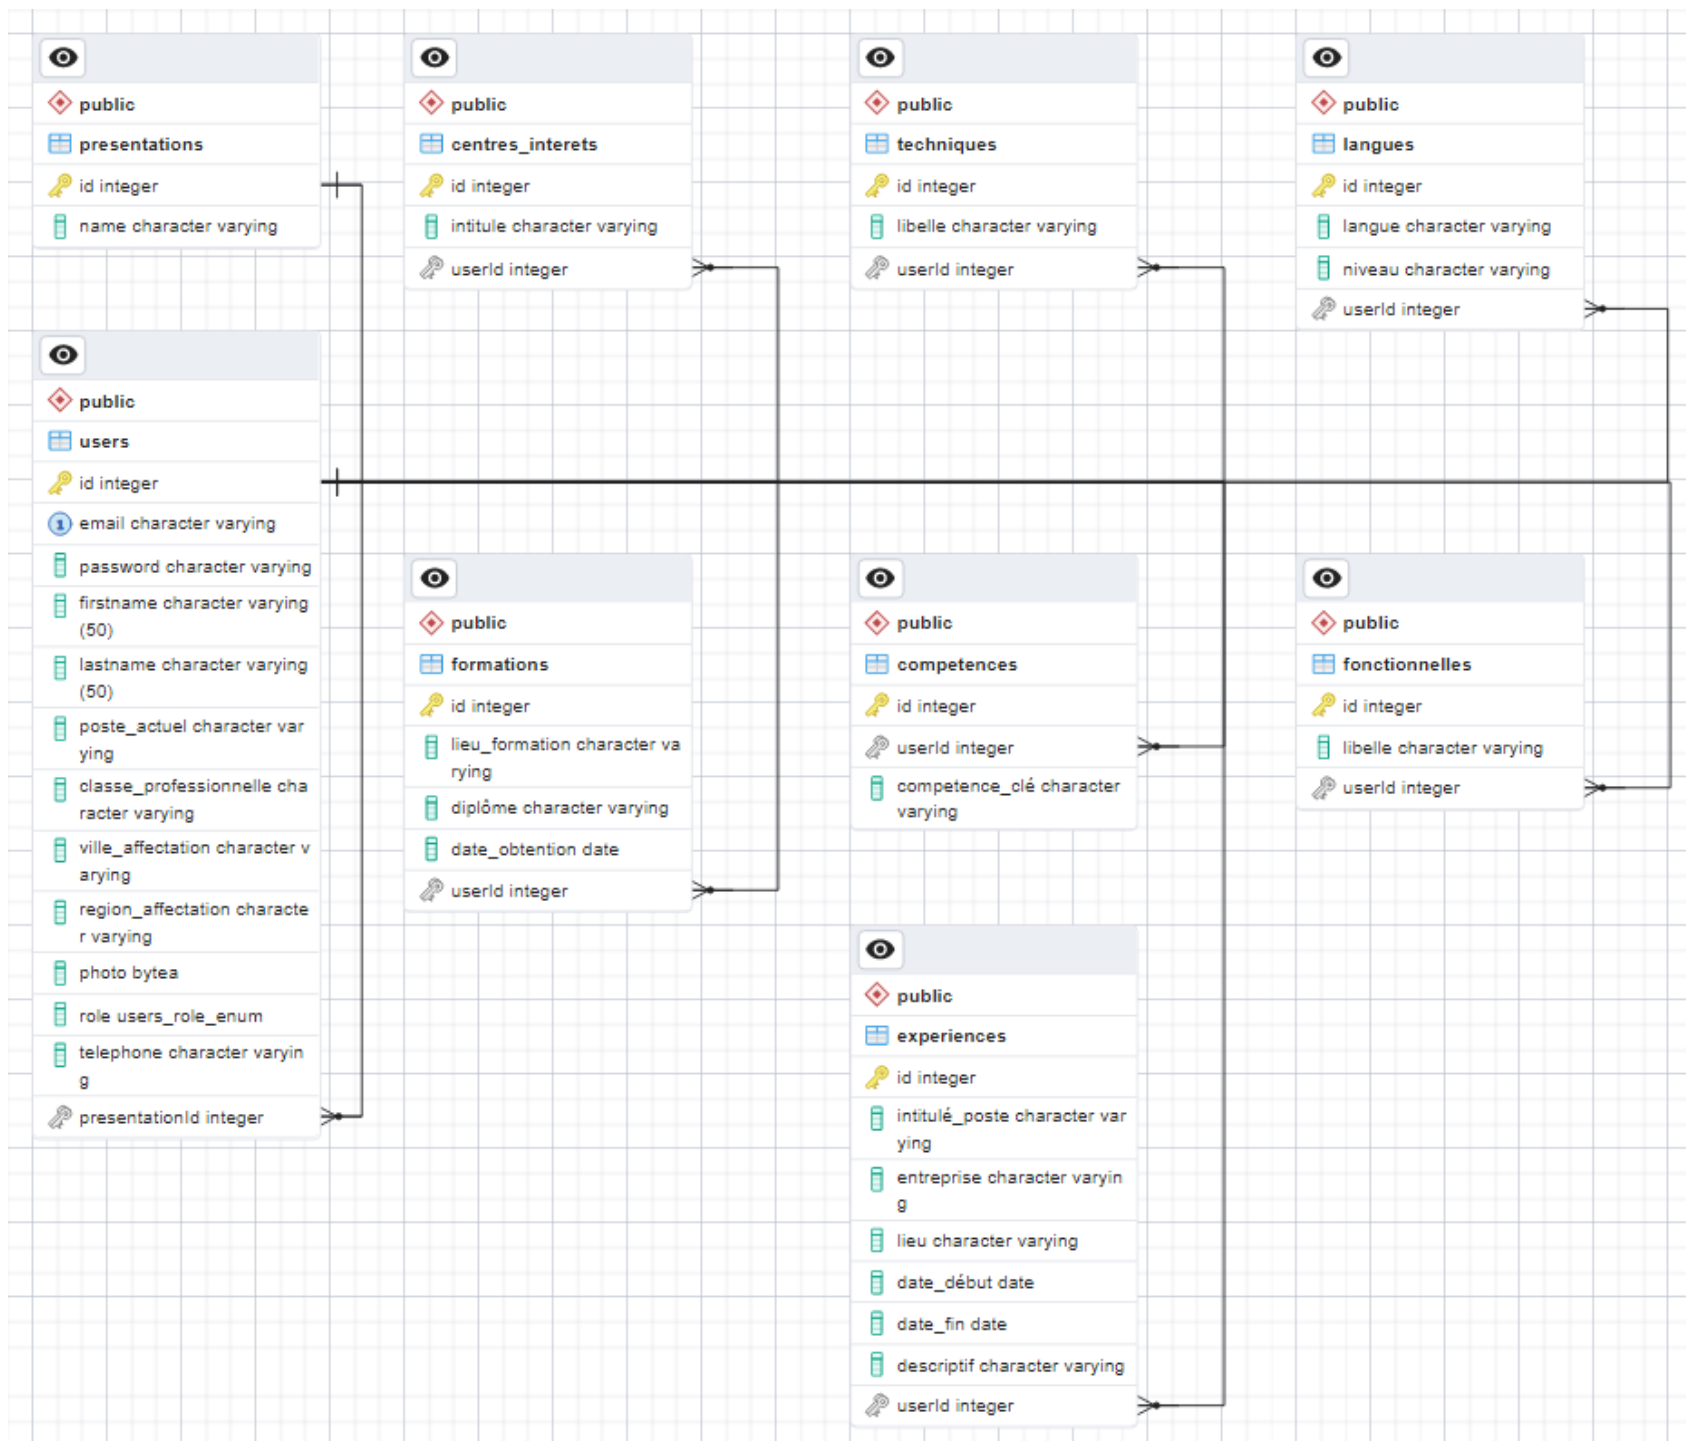 public
presentations
id integer
name character varying
public
centres_interets
id integer
intitule character varying
userId integer
public
techniques
id integer
libelle character varying
userId integer
public
langues
id integer
langue character varying
niveau character varying
userId integer
public
users
id integer
1 email character varying
password character varying
firstname character varying
(50)
lastname character varying
(50)
poste_actuel character var
ying
classe_professionnelle cha
racter varying
ville_affectation character v
arying
region_affectation characte
r varying
photo bytea
role users_role_enum
telephone character varyin
g
presentationId integer
public
formations
id integer
lieu_formation character va
rying
diplôme character varying
date_obtention date
userId integer
public
competences
id integer
userId integer
competence_clé character
varying
public
fonctionnelles
id integer
libelle character varying
userId integer
public
experiences
id integer
intitulé_poste character var
ying
entreprise character varyin
g
lieu character varying
date_début date
date_fin date
descriptif character varying
userId integer